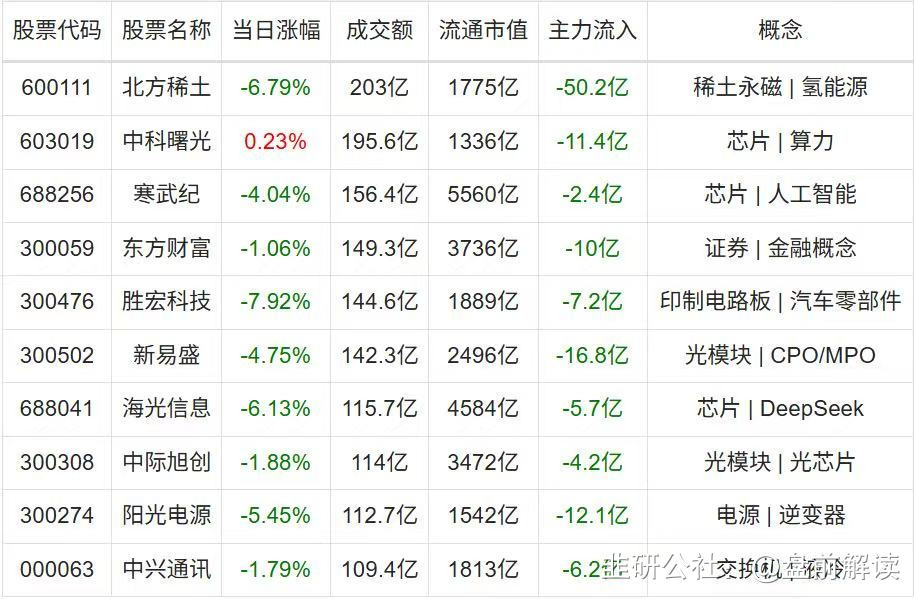 股票代码 股票名称 当日涨幅 成交额 流通市值 主力流入 概念
600111 北方稀土 -6.79% 203亿 1775亿 -50.2亿 稀土永磁 | 氢能源
603019 中科曙光 0.23% 195.6亿 1336亿 -11.4亿 芯片 | 算力
688256 寒武纪 -4.04% 156.4亿 5560亿 -2.4亿 芯片 | 人工智能
300059 东方财富 -1.06% 149.3亿 3736亿 -10亿 证券 | 金融概念
300476 胜宏科技 -7.92% 144.6亿 1889亿 -7.2亿 印制电路板 | 汽车零部件
300502 新易盛 -4.75% 142.3亿 2496亿 -16.8亿 光模块 | CPO/MPO
688041 海光信息 -6.13% 115.7亿 4584亿 -5.7亿 芯片 | DeepSeek
300308 中际旭创 -1.88% 114亿 3472亿 -4.2亿 光模块 | 光芯片
300274 阳光电源 -5.45% 112.7亿 1542亿 -12.1亿 电源 | 逆变器
000063 中兴通讯 -1.79% 109.4亿 1813亿 -6.2亿 交换机 |
韭研公社 @盘前解读